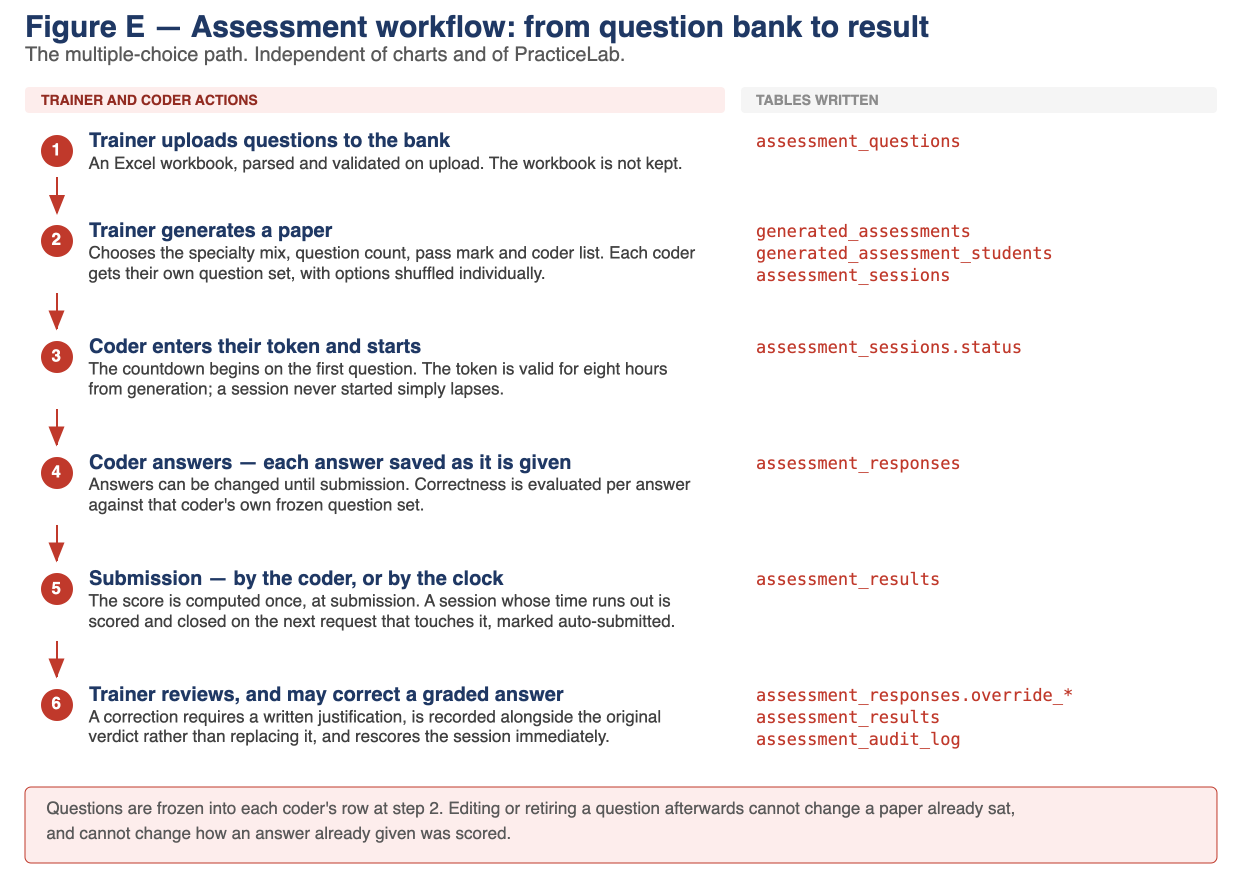 Figure E — Assessment workflow: from question bank to result
The multiple-choice path. Independent of charts and of PracticeLab.
TRAINER AND CODER ACTIONS
TABLES WRITTEN
1
Trainer uploads questions to the bank
An Excel workbook, parsed and validated on upload. The workbook is not kept.
assessment_questions
2
Trainer generates a paper
Chooses the specialty mix, question count, pass mark and coder list. Each coder
gets their own question set, with options shuffled individually.
generated_assessments
generated_assessment_students
assessment_sessions
3
Coder enters their token and starts
The countdown begins on the first question. The token is valid for eight hours
from generation; a session never started simply lapses.
assessment_sessions.status
4
Coder answers — each answer saved as it is given
Answers can be changed until submission. Correctness is evaluated per answer
against that coder's own frozen question set.
assessment_responses
5
Submission — by the coder, or by the clock
The score is computed once, at submission. A session whose time runs out is
scored and closed on the next request that touches it, marked auto-submitted.
assessment_results
6
Trainer reviews, and may correct a graded answer
A correction requires a written justification, is recorded alongside the original
verdict rather than replacing it, and rescores the session immediately.
assessment_responses.override_*
assessment_results
assessment_audit_log
Questions are frozen into each coder's row at step 2. Editing or retiring a question afterwards cannot change a paper already sat,
and cannot change how an answer already given was scored.